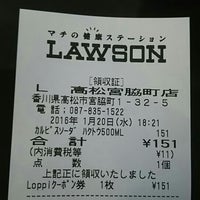 マチの健康ステーション
LAWSON
[領収証]
L 高松宮脇町店
香川県高松市宮脇町1-32-5
電話:087-835-1522
2016年 1月20日(水) 18:21
カルピスソーダ ハクトウ500ML 151
合 計 ¥151
(内消費税等 ¥11)
点 数 1個
上記正に領収いたしました
Loppiクーポン券 1枚 ¥151